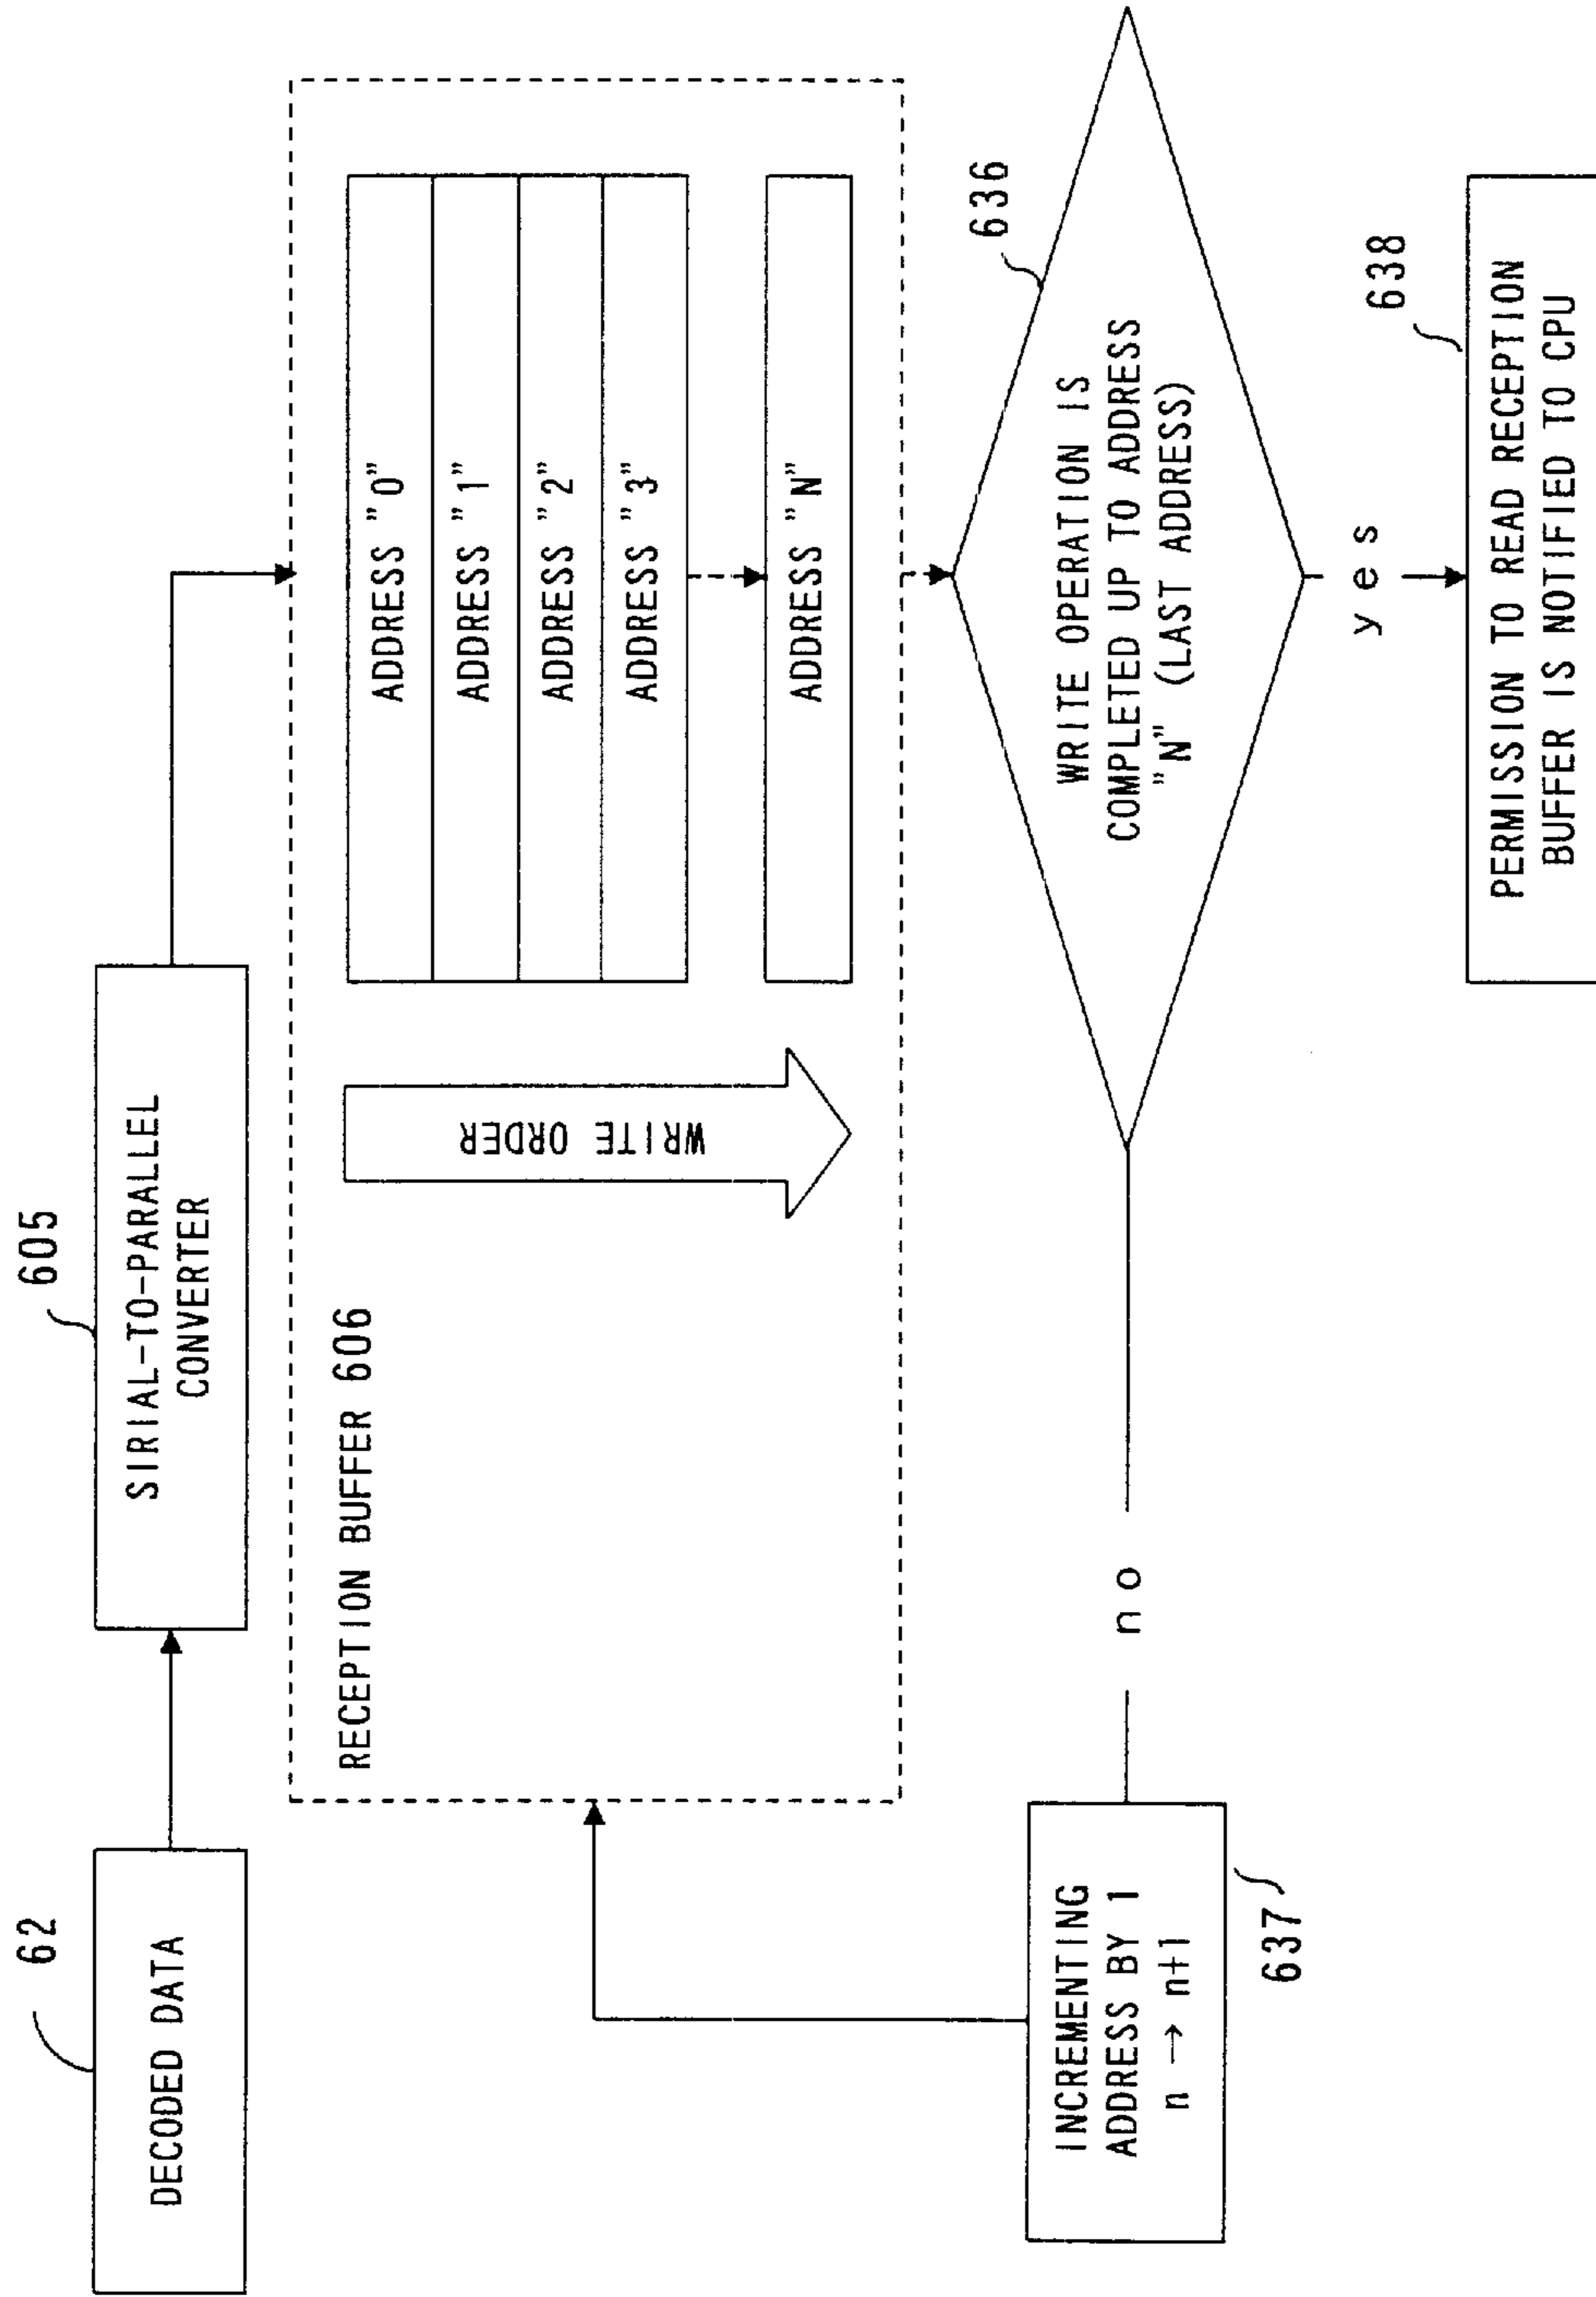 62
DECODED DATA
605
SIRIAL-TO-PARALLEL
CONVERTER
RECEPTION BUFFER 606
WRITE ORDER
ADDRESS "0"
ADDRESS "1"
ADDRESS "2"
ADDRESS "3"
ADDRESS "N"
636
WRITE OPERATION IS
COMPLETED UP TO ADDRESS
"N" (LAST ADDRESS)
no
INCREMENTING
ADDRESS BY 1
n → n+1
637
yes
638
PERMISSION TO READ RECEPTION
BUFFER IS NOTIFIED TO CPU